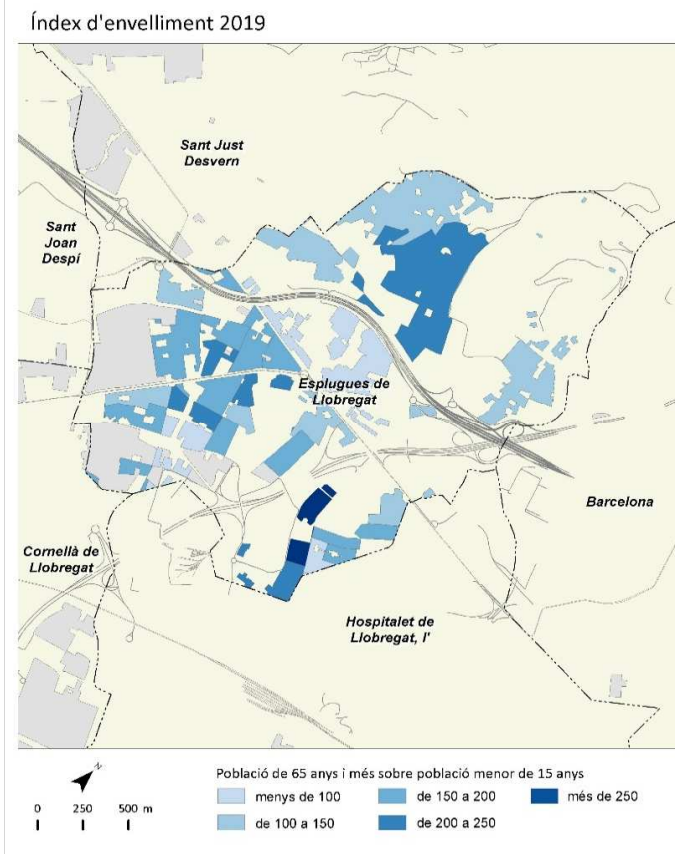 Índex d'envelliment 2019
Sant Just
Desvern
Sant
Joan
Despí
Esplugues de
Llobregat
Barcelona
Cornellà de
Llobregat
Hospitalet de
Llobregat, l'
N
0 250 500 m
Població de 65 anys i més sobre població menor de 15 anys
menys de 100
de 150 a 200
més de 250
de 100 a 150
de 200 a 250